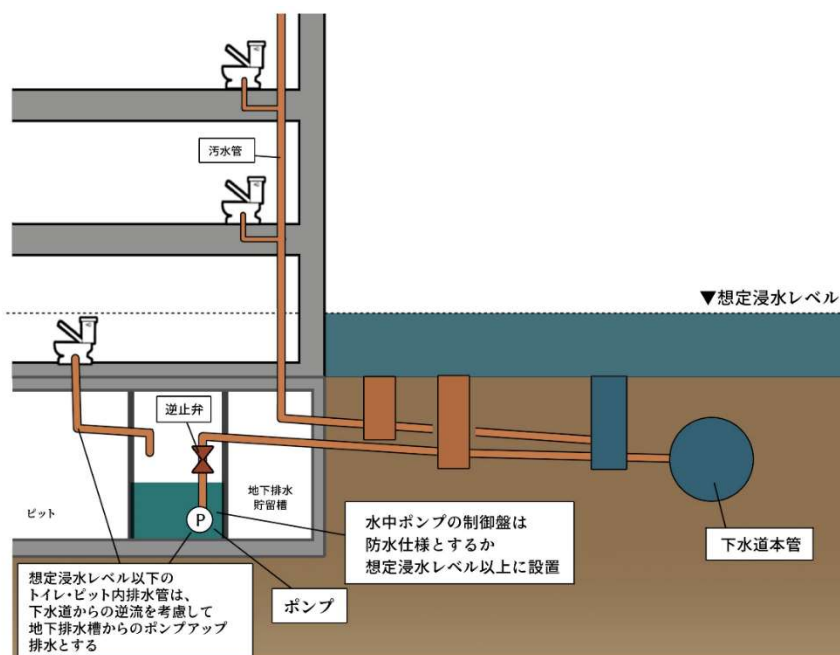 汚水管
▼想定浸水レベル
逆止弁
ピット
地下排水
貯留槽
P
水中ポンプの制御盤は
防水仕様とするか
想定浸水レベル以上に設置
下水道本管
想定浸水レベル以下の
トイレ・ピット内排水管は、
下水道からの逆流を考慮して
地下排水槽からのポンプアップ
排水とする
ポンプ